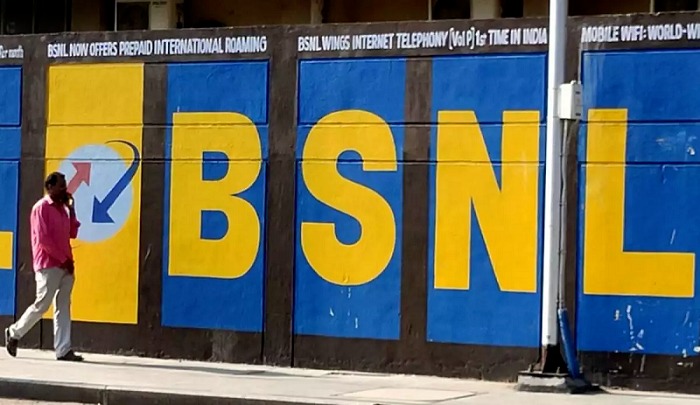 BSNL NOW OFFERS PREPAID INTERNATIONAL ROAMING
BSNL WINGS INTERNET TELEPHONY (VoIP) 1st TIME IN INDIA
MOBILE WIFI: WORLD-WI
BSNL